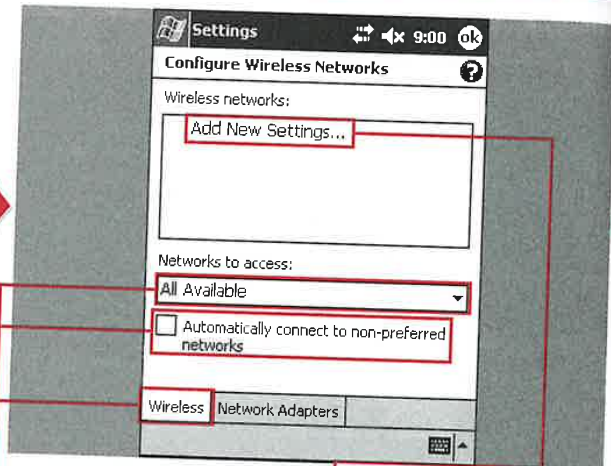 Settings 9:00 ok
Configure Wireless Networks ?
Wireless networks:
Add New Settings...
Networks to access:
All Available
Automatically connect to non-preferred
networks
Wireless Network Adapters